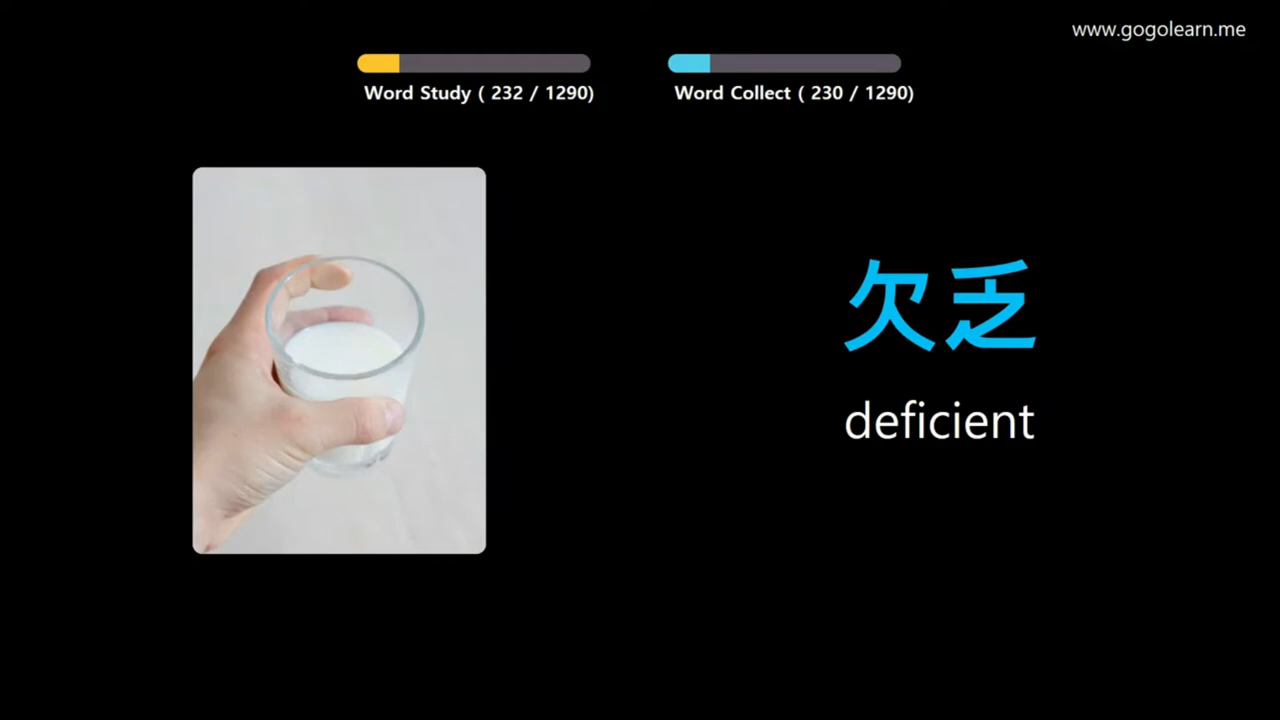 www.gogolearn.me
Word Study ( 232 / 1290)
Word Collect ( 230 / 1290)
欠乏
deficient